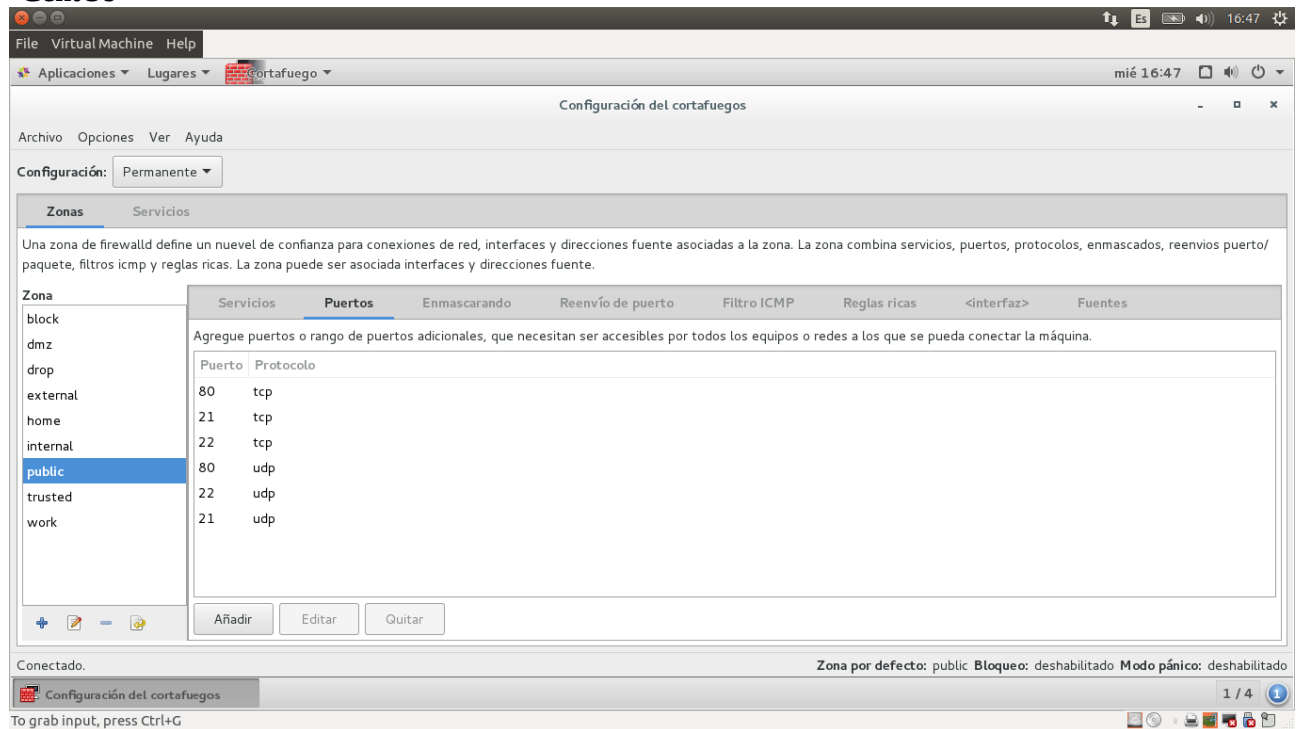 Es 16:47
File Virtual Machine Help
Aplicaciones Lugares Cortafuego mié 16:47
Configuración del cortafuegos
Archivo Opciones Ver Ayuda
Configuración: Permanente
Zonas Servicios
Una zona de firewalld define un nuevel de confianza para conexiones de red, interfaces y direcciones fuente asociadas a la zona. La zona combina servicios, puertos, protocolos, enmascados, reenvios puerto/
paquete, filtros icmp y reglas ricas. La zona puede ser asociada interfaces y direcciones fuente.
Zona
block
dmz
drop
external
home
internal
public
trusted
work
Servicios Puertos Enmascarando Reenvío de puerto Filtro ICMP Reglas ricas <interfaz> Fuentes
Agregue puertos o rango de puertos adicionales, que necesitan ser accesibles por todos los equipos o redes a los que se pueda conectar la máquina.
Puerto Protocolo
80 tcp
21 tcp
22 tcp
80 udp
22 udp
21 udp
Añadir Editar Quitar
Conectado. Zona por defecto: public Bloqueo: deshabilitado Modo pánico: deshabilitado
Configuración del cortafuegos 1 / 4 1
To grab input, press Ctrl+G